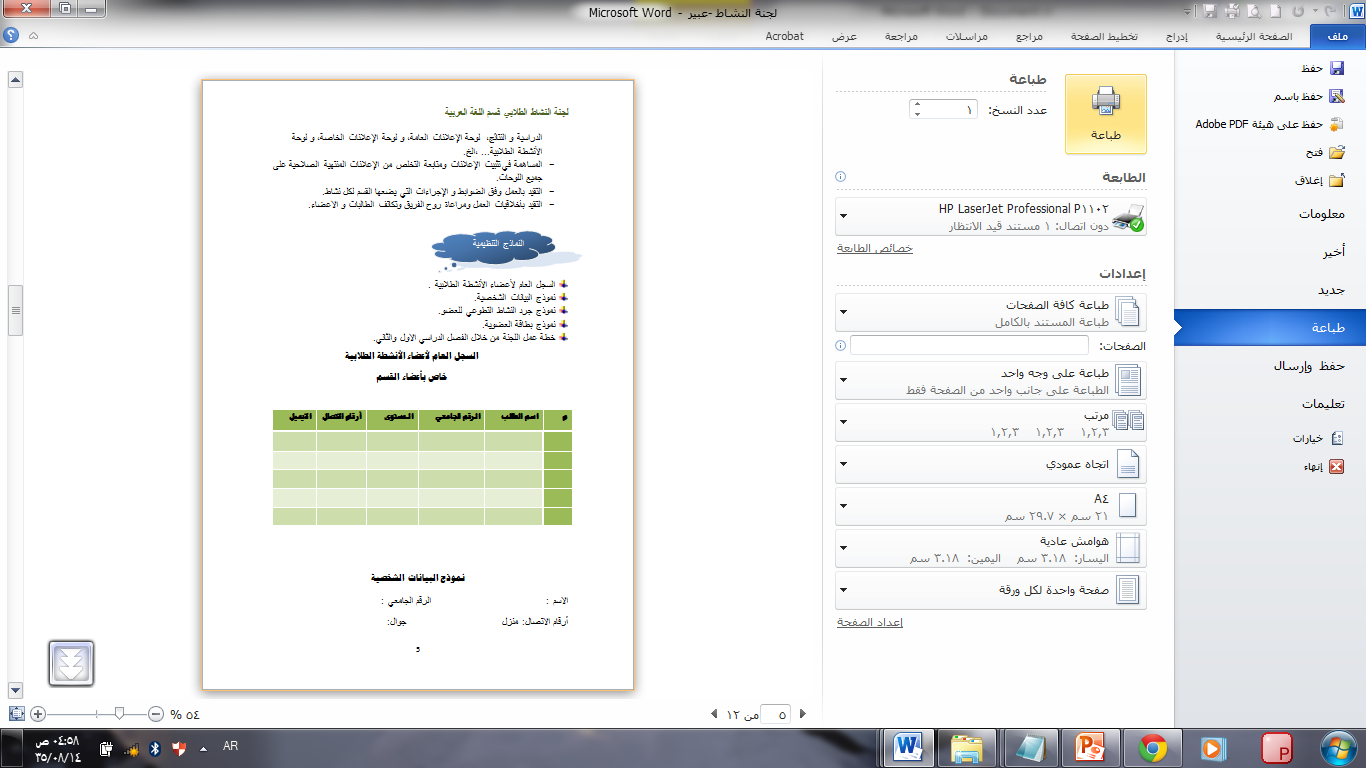 لجنة النشاط -عبير - Microsoft Word
ملف
الصفحة الرئيسية
إدراج
تخطيط الصفحة
مراجع
مراسلات
مراجعة
عرض
Acrobat
حفظ
حفظ باسم
حفظ على هيئة Adobe PDF
فتح
إغلاق
معلومات
أخير
جديد
طباعة
حفظ وإرسال
تعليمات
خيارات
إنهاء
طباعة
طباعة
عدد النسخ: ١
الطابعة
HP LaserJet Professional P١١٠٢
دون اتصال: ١ مستند قيد الانتظار
خصائص الطابعة
إعدادات
طباعة كافة الصفحات
طباعة المستند بالكامل
الصفحات:
طباعة على وجه واحد
الطباعة على جانب واحد من الصفحة فقط
مرتب
١,٢,٣ ١,٢,٣ ١,٢,٣
اتجاه عمودي
A٤
٢١ سم × ٢٩.٧ سم
هوامش عادية
اليسار: ٣.١٨ سم اليمين: ٣.١٨ سم
صفحة واحدة لكل ورقة
إعداد الصفحة
لجنة النشاط الطلابي قسم اللغة العربية
الدراسية و النتائج، لوحة الإعلانات العامة، و لوحة الإعلانات الخاصة، و لوحة
الأنشطة الطلابية... ،الخ.
- المساهمة في تثبيت الإعلانات ومتابعة التخلص من الإعلانات المنتهية الصلاحية على
جميع اللوحات.
- التقيد بالعمل وفق الضوابط و الإجراءات التي يضعها القسم لكل نشاط.
- التقيد بأخلاقيات العمل ومراعاة روح الفريق وتكاتف الطالبات و الاعضاء.
النماذج التنظيمية
السجل العام لأعضاء الأنشطة الطلابية .
نموذج البيانات الشخصية.
نموذج جرد النشاط التطوعي للعضو.
نموذج بطاقة العضوية.
خطة عمل اللجنة من خلال الفصل الدراسي الاول والثاني.
السجل العام لأعضاء الأنشطة الطلابية
خاص بأعضاء القسم
م اسم الطالب الرقم الجامعي المستوى أرقام الاتصال الايميل
نموذج البيانات الشخصية
الاسم : الرقم الجامعي :
أرقام الاتصال: منزل جوال:
5
٥ من ١٢
٥٤ %
AR
٠٤:٥٨ ص
٣٥/٠٨/١٤